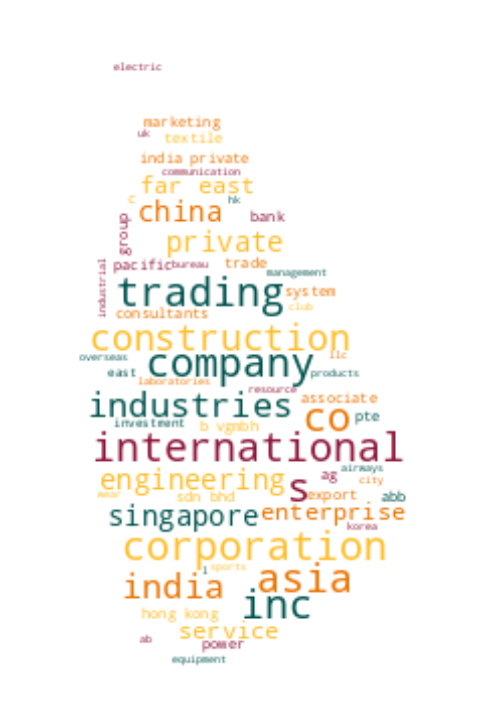 electric
marketing
uk
textile
india private
communication
far east
c
hk
china
bank
group
private
pacific
bureau
trade
management
industrial
trading
system
club
consultants
construction
overseas
company
llc
east
products
laboratories
resource
industries
associate
co
pte
investment
b vgmbh
international
airways
engineering
ag
city
s
wear
sdn bhd
export
abb
singapore
enterprise
korea
corporation
l
sports
india
asia
inc
hong kong
service
ab
power
equipment